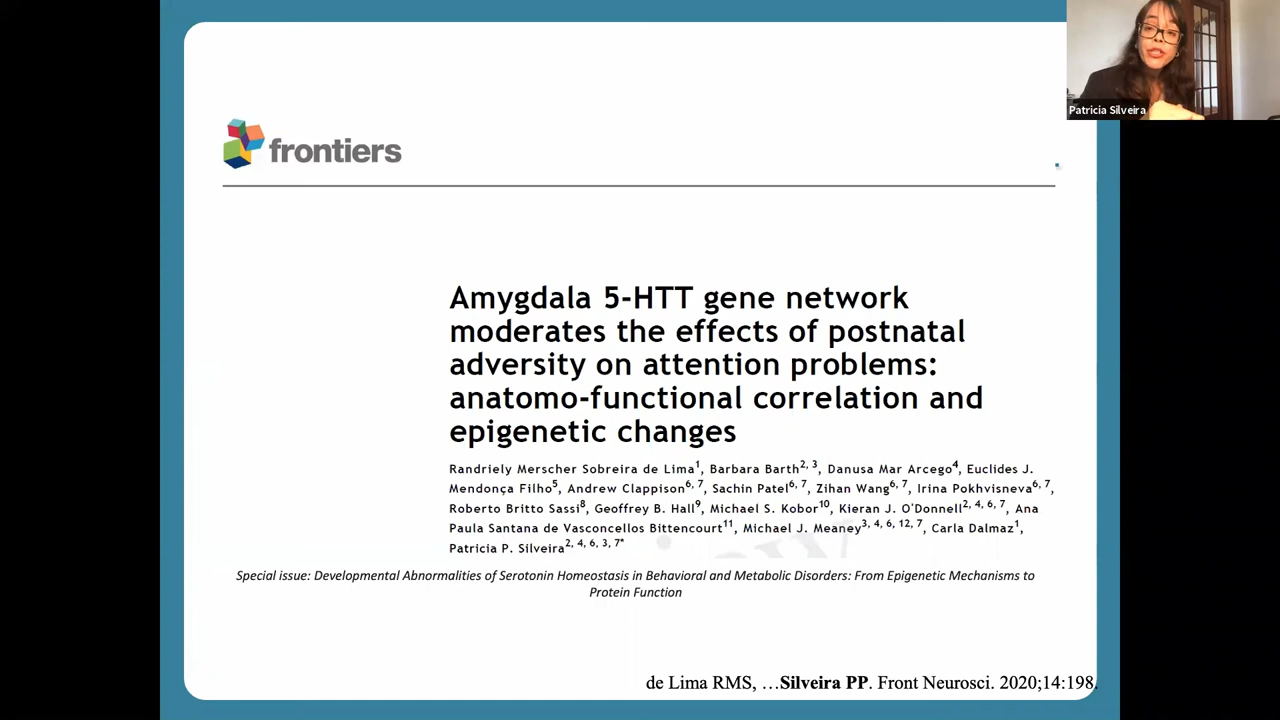 Patricia Silveira
frontiers
Amygdala 5-HTT gene network
moderates the effects of postnatal
adversity on attention problems:
anatomo-functional correlation and
epigenetic changes
Randriely Merscher Sobreira de Lima1, Barbara Barth2, 3, Danusa Mar Arcego4, Euclides J.
Mendonça Filho5, Andrew Clappison6, 7, Sachin Patel6, 7, Zihan Wang6, 7, Irina Pokhvisneva6, 7,
Roberto Britto Sassi8, Geoffrey B. Hall9, Michael S. Kobor10, Kieran J. O'Donnell2, 4, 6, 7, Ana
Paula Santana de Vasconcellos Bittencourt11, Michael J. Meaney3, 4, 6, 12, 7, Carla Dalmaz1,
Patricia P. Silveira2, 4, 6, 3, 7*
Special issue: Developmental Abnormalities of Serotonin Homeostasis in Behavioral and Metabolic Disorders: From Epigenetic Mechanisms to
Protein Function
de Lima RMS, …Silveira PP. Front Neurosci. 2020;14:198.